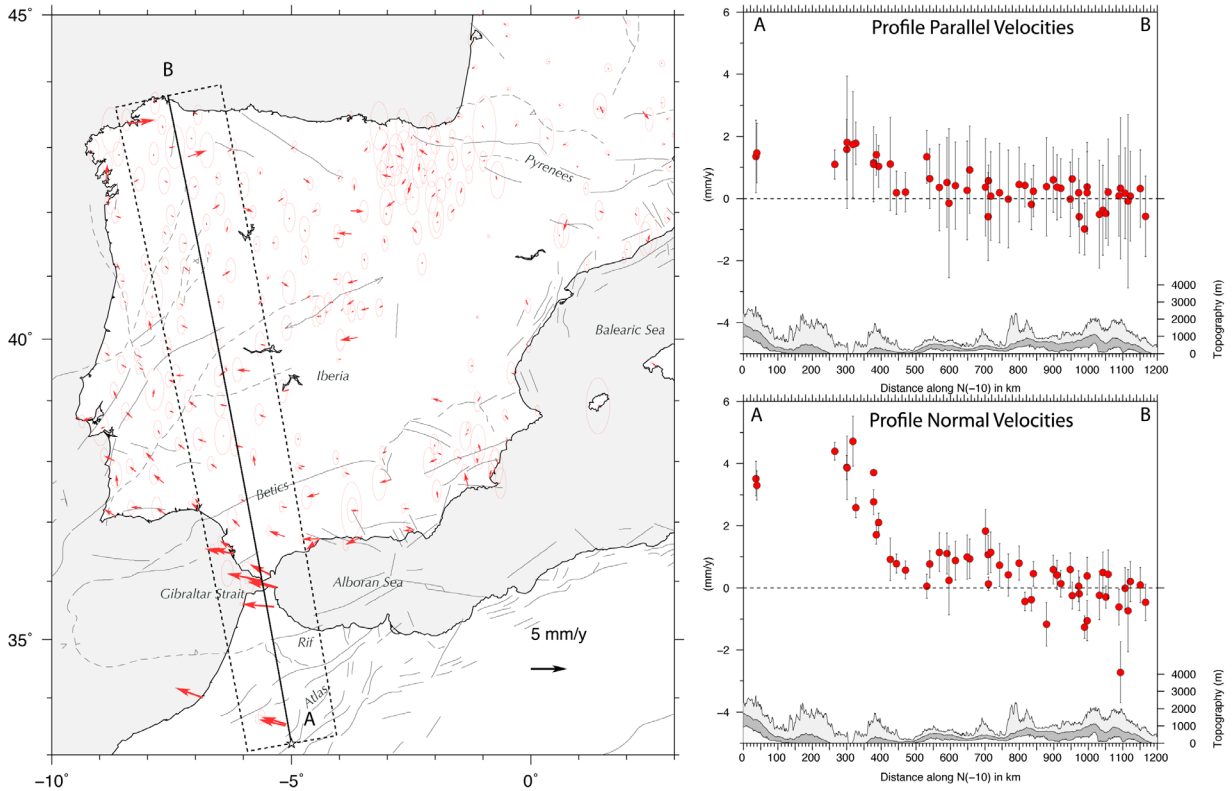 45°
40°
35°
−10°
−5°
0°
B
A
Pyrenees
Balearic Sea
Iberia
Betics
Alboran Sea
Gibraltar Strait
Rif
Atlas
5 mm/y
A
Profile Parallel Velocities
B
6
4
2
0
−2
−4
(mm/y)
4000
3000
2000
1000
0
Topography (m)
0 100 200 300 400 500 600 700 800 900 1000 1100 1200
Distance along N(−10) in km
A
Profile Normal Velocities
B
6
4
2
0
−2
−4
(mm/y)
4000
3000
2000
1000
0
Topography (m)
0 100 200 300 400 500 600 700 800 900 1000 1100 1200
Distance along N(−10) in km